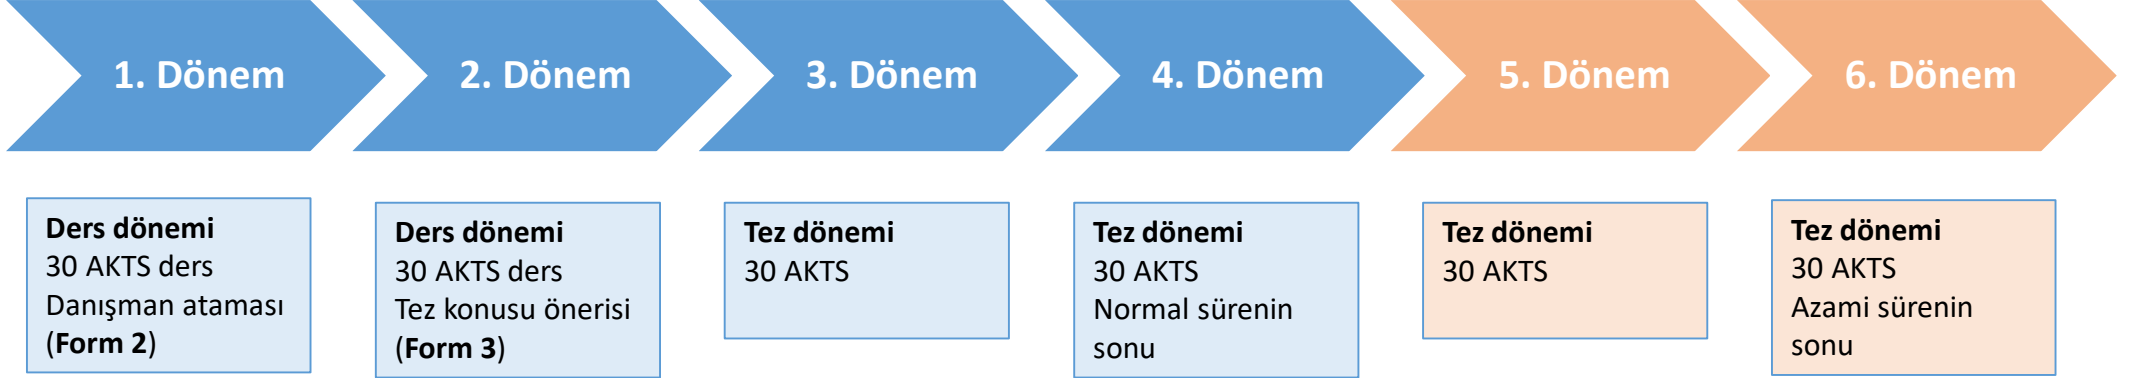 1. Dönem
2. Dönem
3. Dönem
4. Dönem
5. Dönem
6. Dönem
Ders dönemi
30 AKTS ders
Danışman ataması
(Form 2)
Ders dönemi
30 AKTS ders
Tez konusu önerisi
(Form 3)
Tez dönemi
30 AKTS
Tez dönemi
30 AKTS
Normal sürenin
sonu
Tez dönemi
30 AKTS
Tez dönemi
30 AKTS
Azami sürenin
sonu